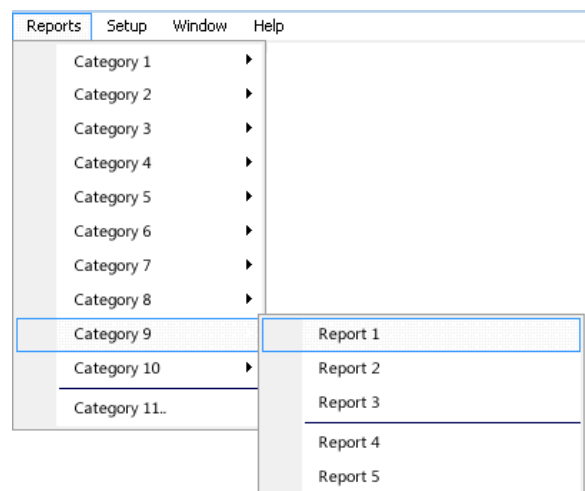 Reports Setup Window Help
Category 1
Category 2
Category 3
Category 4
Category 5
Category 6
Category 7
Category 8
Category 9
Category 10
Category 11..
Report 1
Report 2
Report 3
Report 4
Report 5